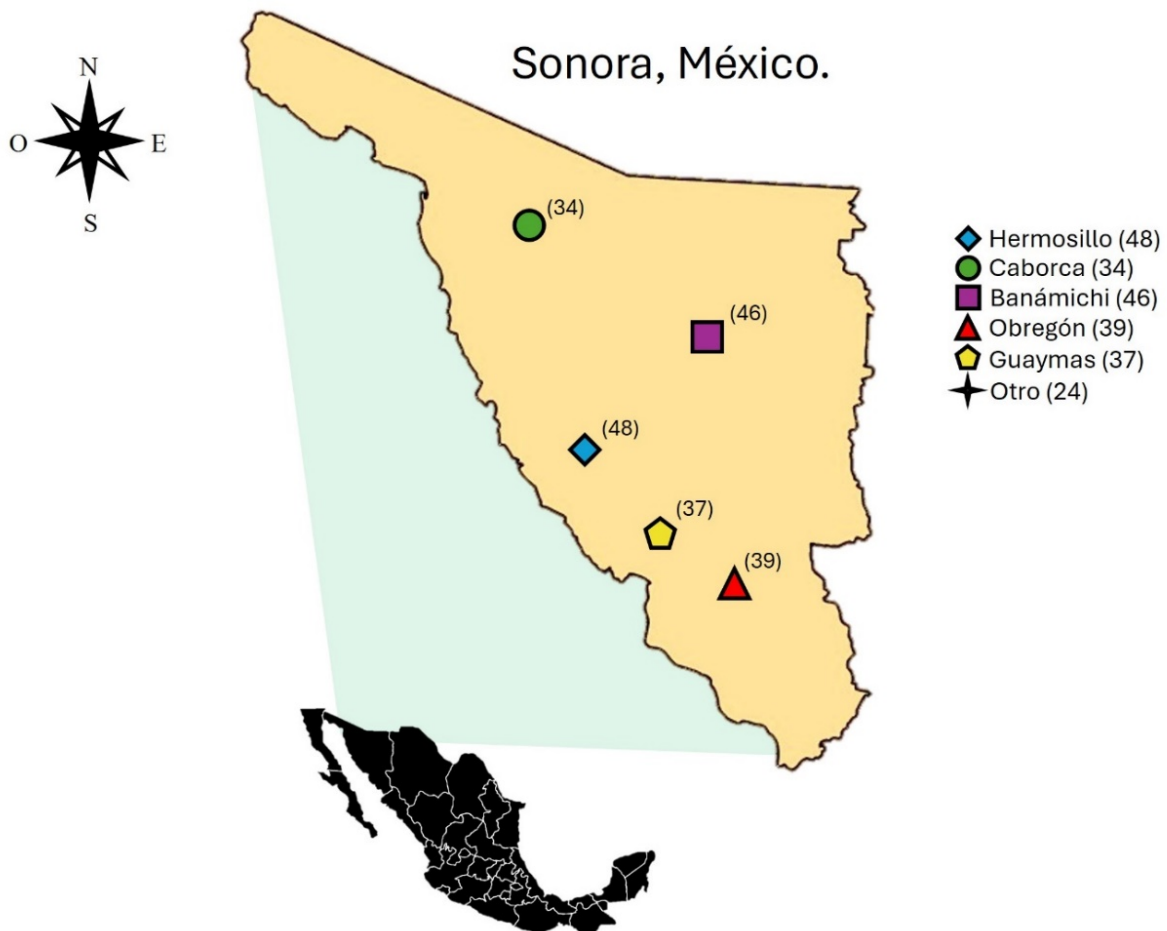 Sonora, México.
N
O
E
S
(34)
(46)
(48)
(37)
(39)
Hermosillo (48)
Caborca (34)
Banámichi (46)
Obregón (39)
Guaymas (37)
Otro (24)